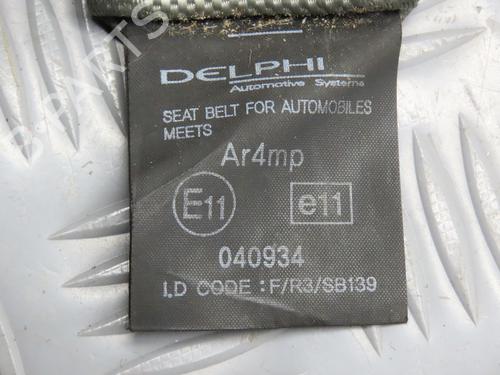 DELPHI
Automotive Systems
SEAT BELT FOR AUTOMOBILES
MEETS
Ar4mp
E11 e11
040934
I.D CODE : F/R3/SB139